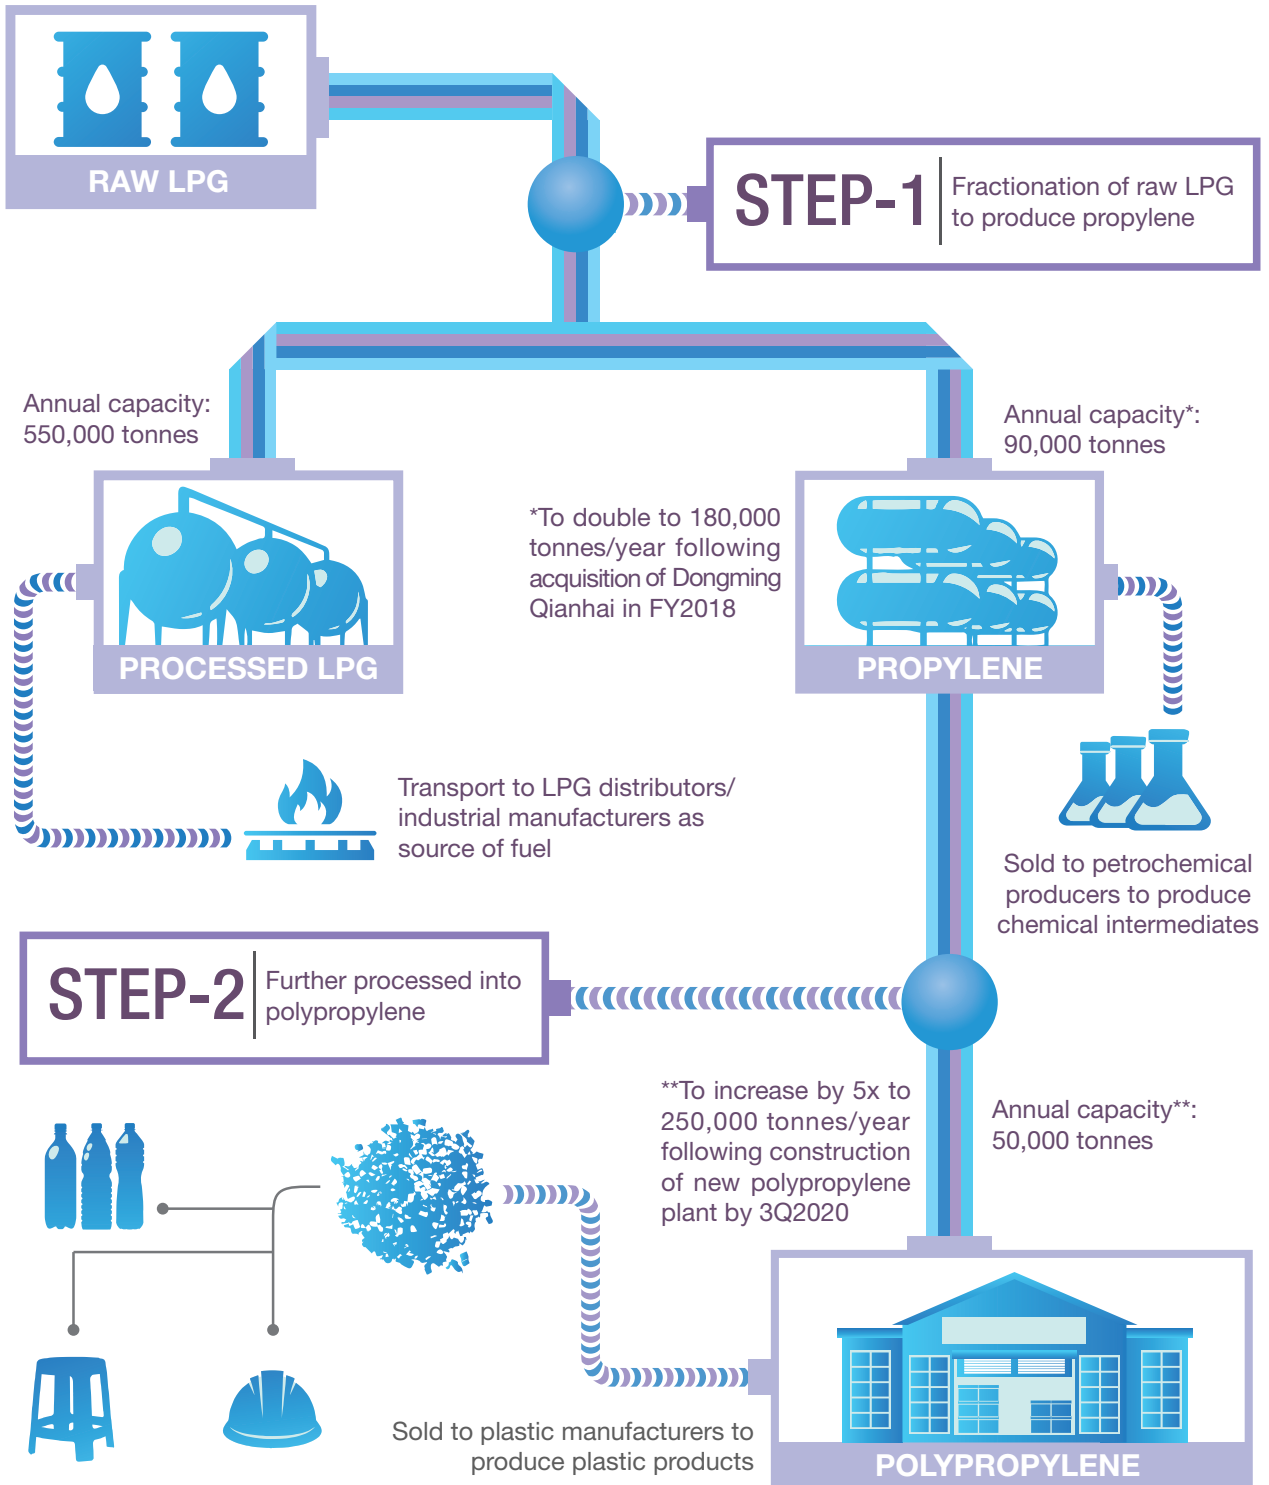 RAW LPG
STEP-1
Fractionation of raw LPG
to produce propylene
Annual capacity:
550,000 tonnes
Annual capacity*:
90,000 tonnes
*To double to 180,000
tonnes/year following
acquisition of Dongming
Qianhai in FY2018
PROCESSED LPG
PROPYLENE
Transport to LPG distributors/
industrial manufacturers as
source of fuel
Sold to petrochemical
producers to produce
chemical intermediates
STEP-2
Further processed into
polypropylene
**To increase by 5x to
250,000 tonnes/year
following construction
of new polypropylene
plant by 3Q2020
Annual capacity**:
50,000 tonnes
Sold to plastic manufacturers to
produce plastic products
POLYPROPYLENE